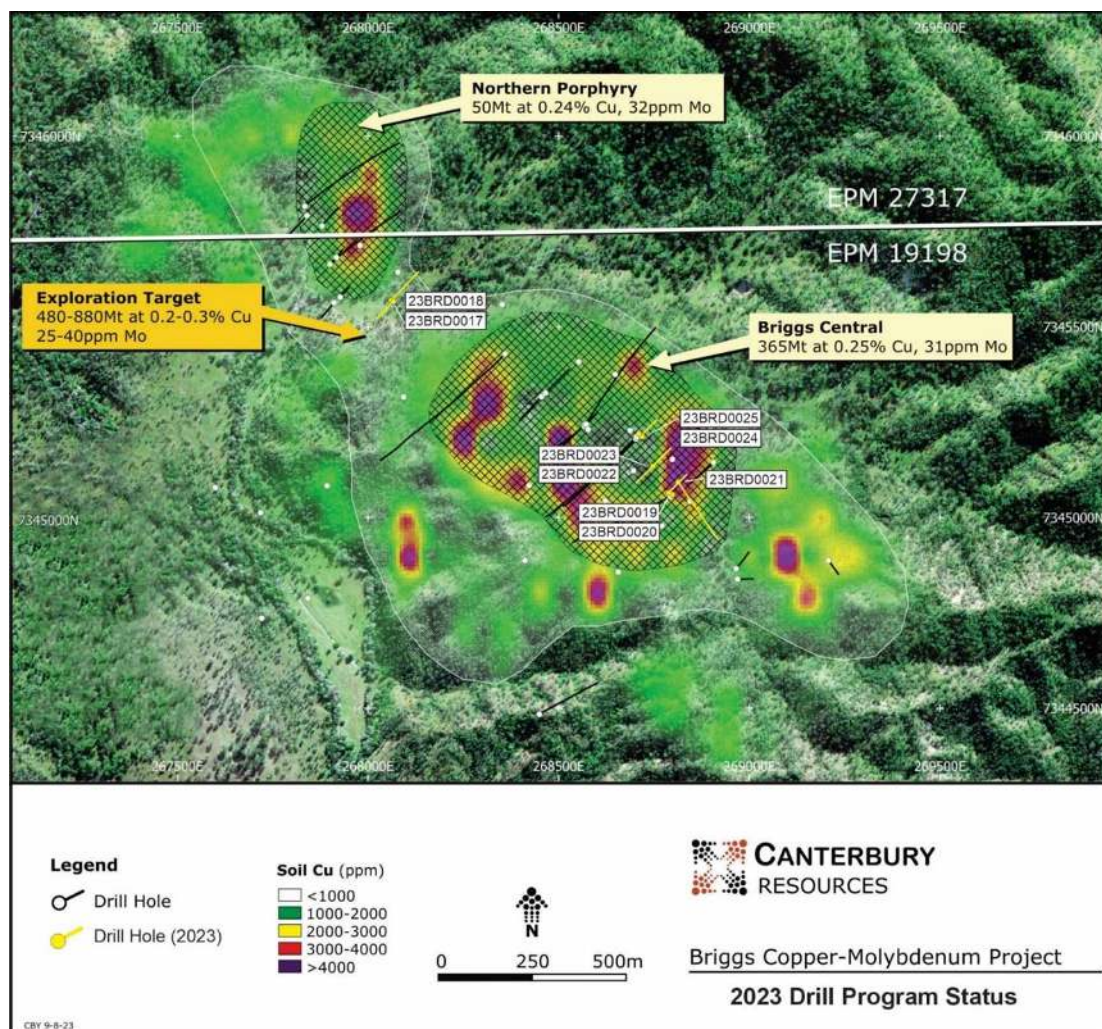 267500E
268000E
268500E
269000E
269500E
Northern Porphyry
50Mt at 0.24% Cu, 32ppm Mo
7346000N
7346000N
EPM 27317
EPM 19198
Exploration Target
480-880Mt at 0.2-0.3% Cu
25-40ppm Mo
23BRD0018
23BRD0017
7345500N
Briggs Central
365Mt at 0.25% Cu, 31ppm Mo
23BRD0025
23BRD0024
23BRD0023
23BRD0022
23BRD0021
23BRD0019
23BRD0020
7345000N
7345000N
7344500N
267500E
268000E
268500E
269000E
269500E
Legend
Drill Hole
Drill Hole (2023)
Soil Cu (ppm)
<1000
1000-2000
2000-3000
3000-4000
>4000
N
0 250 500m
CANTERBURY
RESOURCES
Briggs Copper-Molybdenum Project
2023 Drill Program Status
CBY 9-8-23